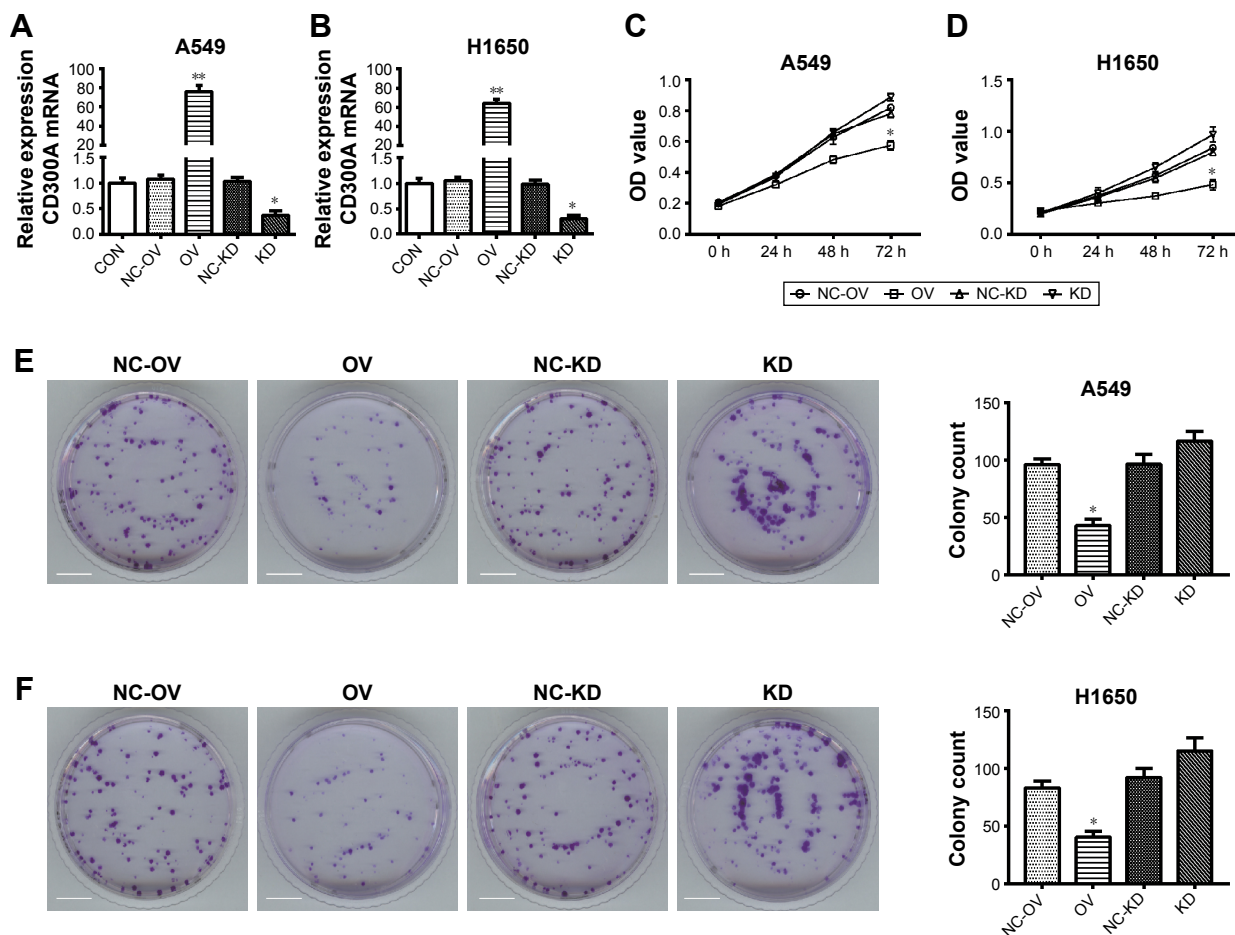 A
A549
Relative expression
CD300A mRNA
100
80
60
40
20
1.5
1.0
0.5
0.0
**
*
CON
NC-OV
OV
NC-KD
KD
B
H1650
Relative expression
CD300A mRNA
100
80
60
40
20
1.5
1.0
0.5
0.0
**
*
CON
NC-OV
OV
NC-KD
KD
C
A549
OD value
1.0
0.8
0.6
0.4
0.2
0.0
*
0 h 24 h 48 h 72 h
D
H1650
OD value
1.5
1.0
0.5
0.0
*
0 h 24 h 48 h 72 h
NC-OV OV NC-KD KD
E
NC-OV OV NC-KD KD
A549
Colony count
150
100
50
0
*
NC-OV
OV
NC-KD
KD
F
NC-OV OV NC-KD KD
H1650
Colony count
150
100
50
0
*
NC-OV
OV
NC-KD
KD